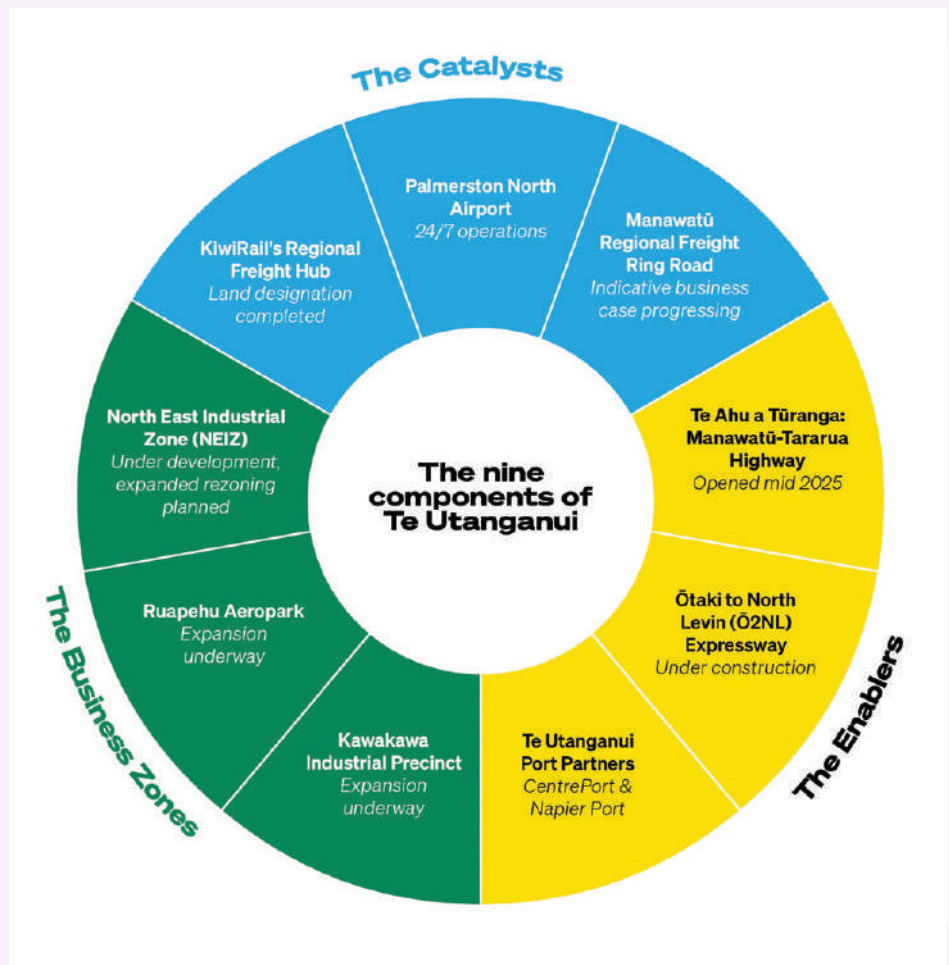 The Catalysts
Palmerston North
Airport
24/7 operations
Manawatū
Regional Freight
Ring Road
Indicative business
case progressing
Te Ahu a Tūranga:
Manawatū-Tararua
Highway
Opened mid 2025
Ōtaki to North
Levin (Ō2NL)
Expressway
Under construction
The Enablers
Te Utanganui
Port Partners
CentrePort &
Napier Port
Kawakawa
Industrial Precinct
Expansion
underway
Ruapehu Aeropark
Expansion
underway
The Business Zones
North East Industrial
Zone (NEIZ)
Under development,
expanded rezoning
planned
KiwiRail's Regional
Freight Hub
Land designation
completed
The nine
components of
Te Utanganui